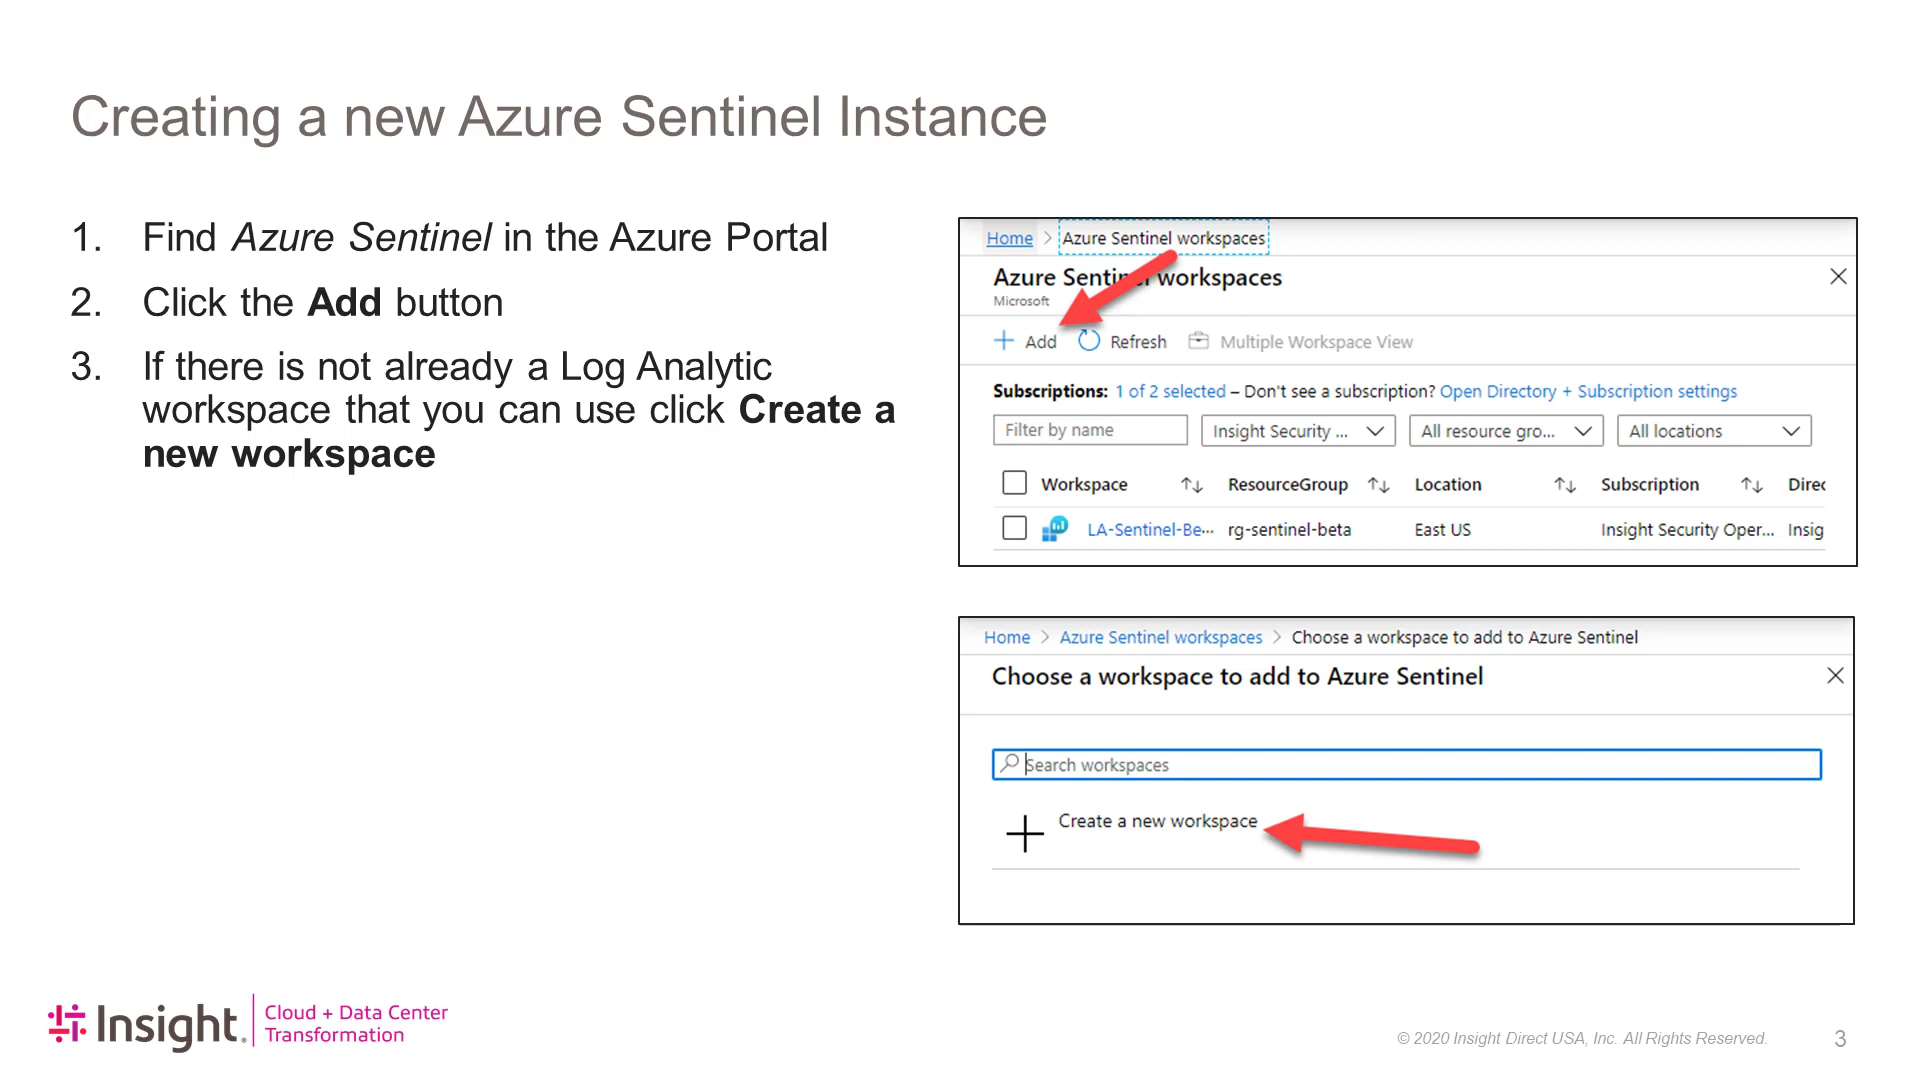 Creating a new Azure Sentinel Instance
1. Find Azure Sentinel in the Azure Portal
2. Click the Add button
3. If there is not already a Log Analytic
workspace that you can use click Create a
new workspace
Home > Azure Sentinel workspaces
Azure Sentinel workspaces
Microsoft
Add Refresh Multiple Workspace View
Subscriptions: 1 of 2 selected – Don't see a subscription? Open Directory + Subscription settings
Filter by name Insight Security ... All resource gro... All locations
Workspace ResourceGroup Location Subscription Direc
LA-Sentinel-Be... rg-sentinel-beta East US Insight Security Oper... Insig
Home > Azure Sentinel workspaces > Choose a workspace to add to Azure Sentinel
Choose a workspace to add to Azure Sentinel
Search workspaces
Create a new workspace
Insight. Cloud + Data Center
Transformation
© 2020 Insight Direct USA, Inc. All Rights Reserved. 3